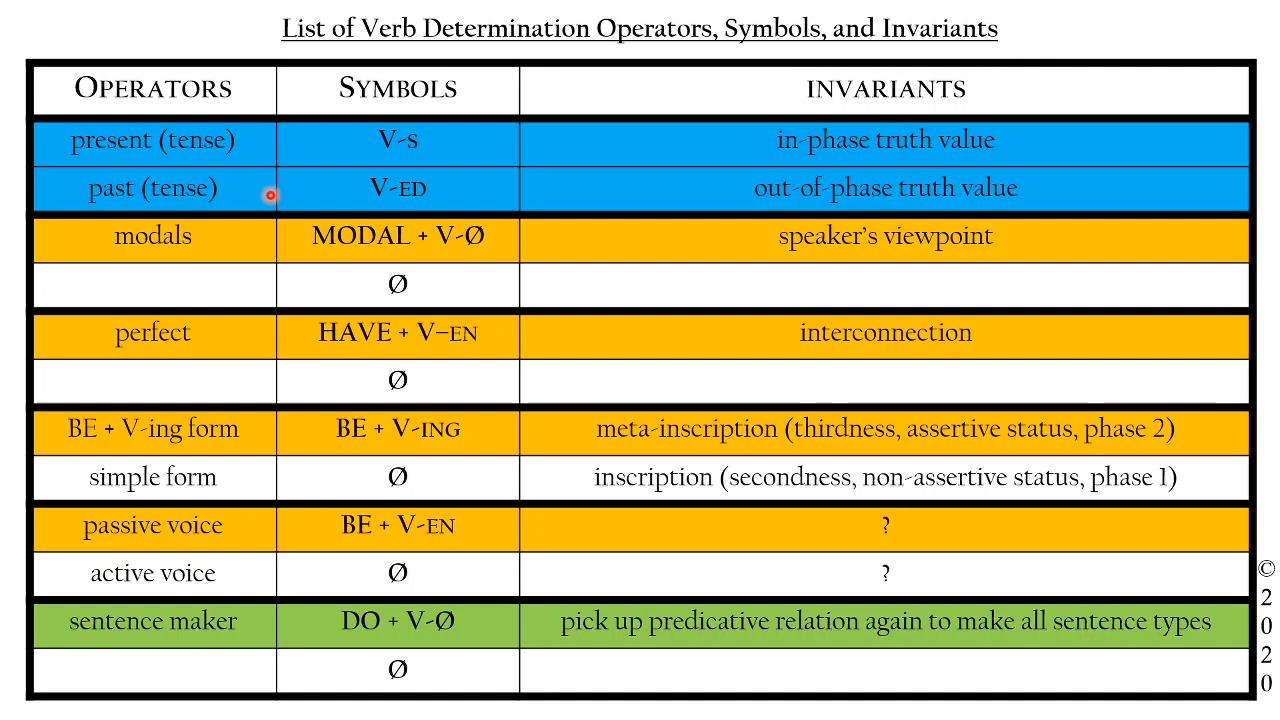 List of Verb Determination Operators, Symbols, and Invariants
OPERATORS SYMBOLS INVARIANTS
present (tense) V-S in-phase truth value
past (tense) V-ED out-of-phase truth value
modals MODAL + V-Ø speaker's viewpoint
Ø
perfect HAVE + V–EN interconnection
Ø
BE + V-ing form BE + V-ING meta-inscription (thirdness, assertive status, phase 2)
simple form Ø inscription (secondness, non-assertive status, phase 1)
passive voice BE + V-EN ?
active voice Ø ?
sentence maker DO + V-Ø pick up predicative relation again to make all sentence types
Ø
©
2
0
2
0